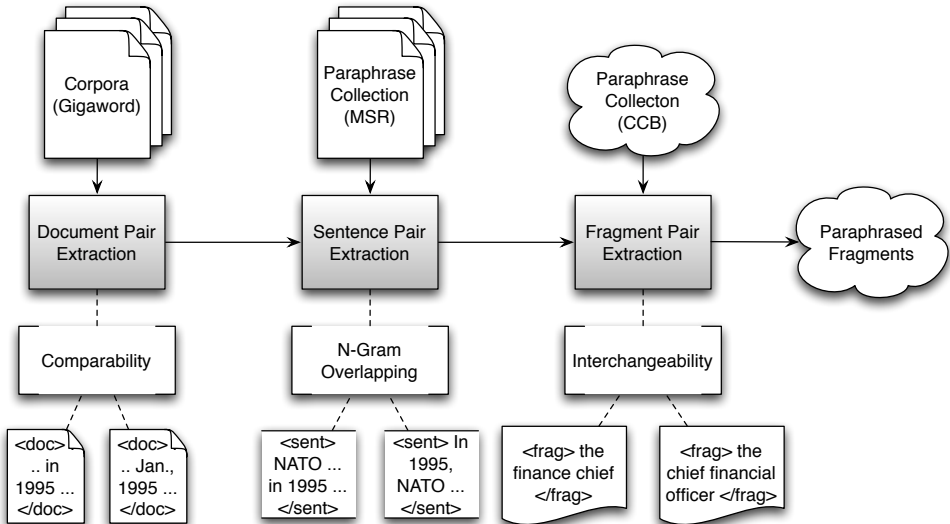 Corpora
(Gigaword)
Paraphrase
Collection
(MSR)
Paraphrase
Collecton
(CCB)
Document Pair
Extraction
Sentence Pair
Extraction
Fragment Pair
Extraction
Paraphrased
Fragments
Comparability
N-Gram
Overlapping
Interchangeability
<doc>
.. in
1995 ...
</doc>
<doc>
.. Jan.,
1995 ...
</doc>
<sent>
NATO ...
in 1995 ...
</sent>
<sent> In
1995,
NATO ...
</sent>
<frag> the
finance chief
</frag>
<frag> the
chief financial
officer </frag>